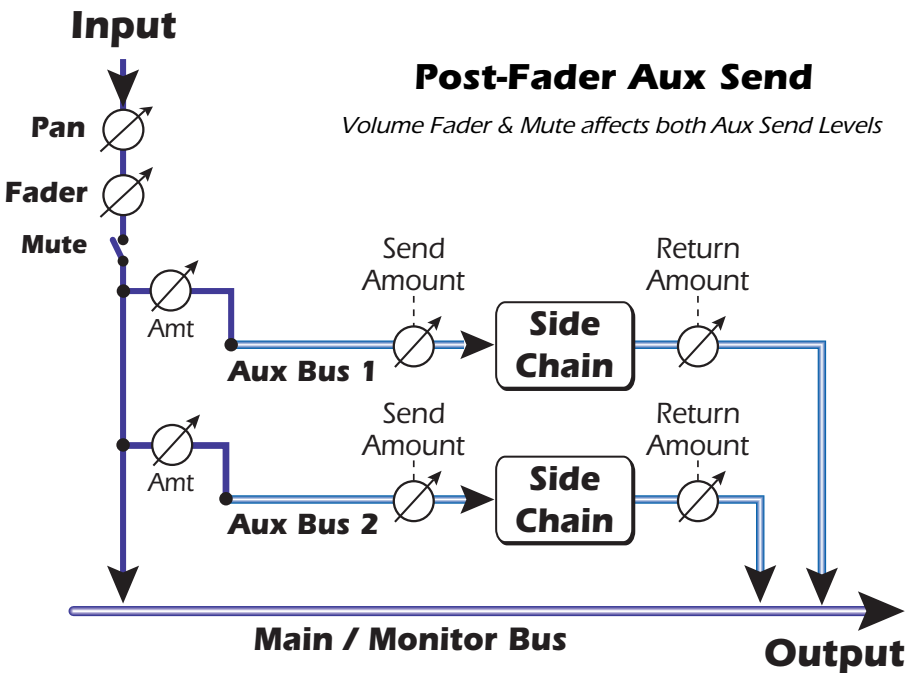 Input
Post-Fader Aux Send
Volume Fader & Mute affects both Aux Send Levels
Pan
Fader
Mute
Amt
Aux Bus 1
Send
Amount
Side
Chain
Return
Amount
Amt
Aux Bus 2
Send
Amount
Side
Chain
Return
Amount
Main / Monitor Bus
Output